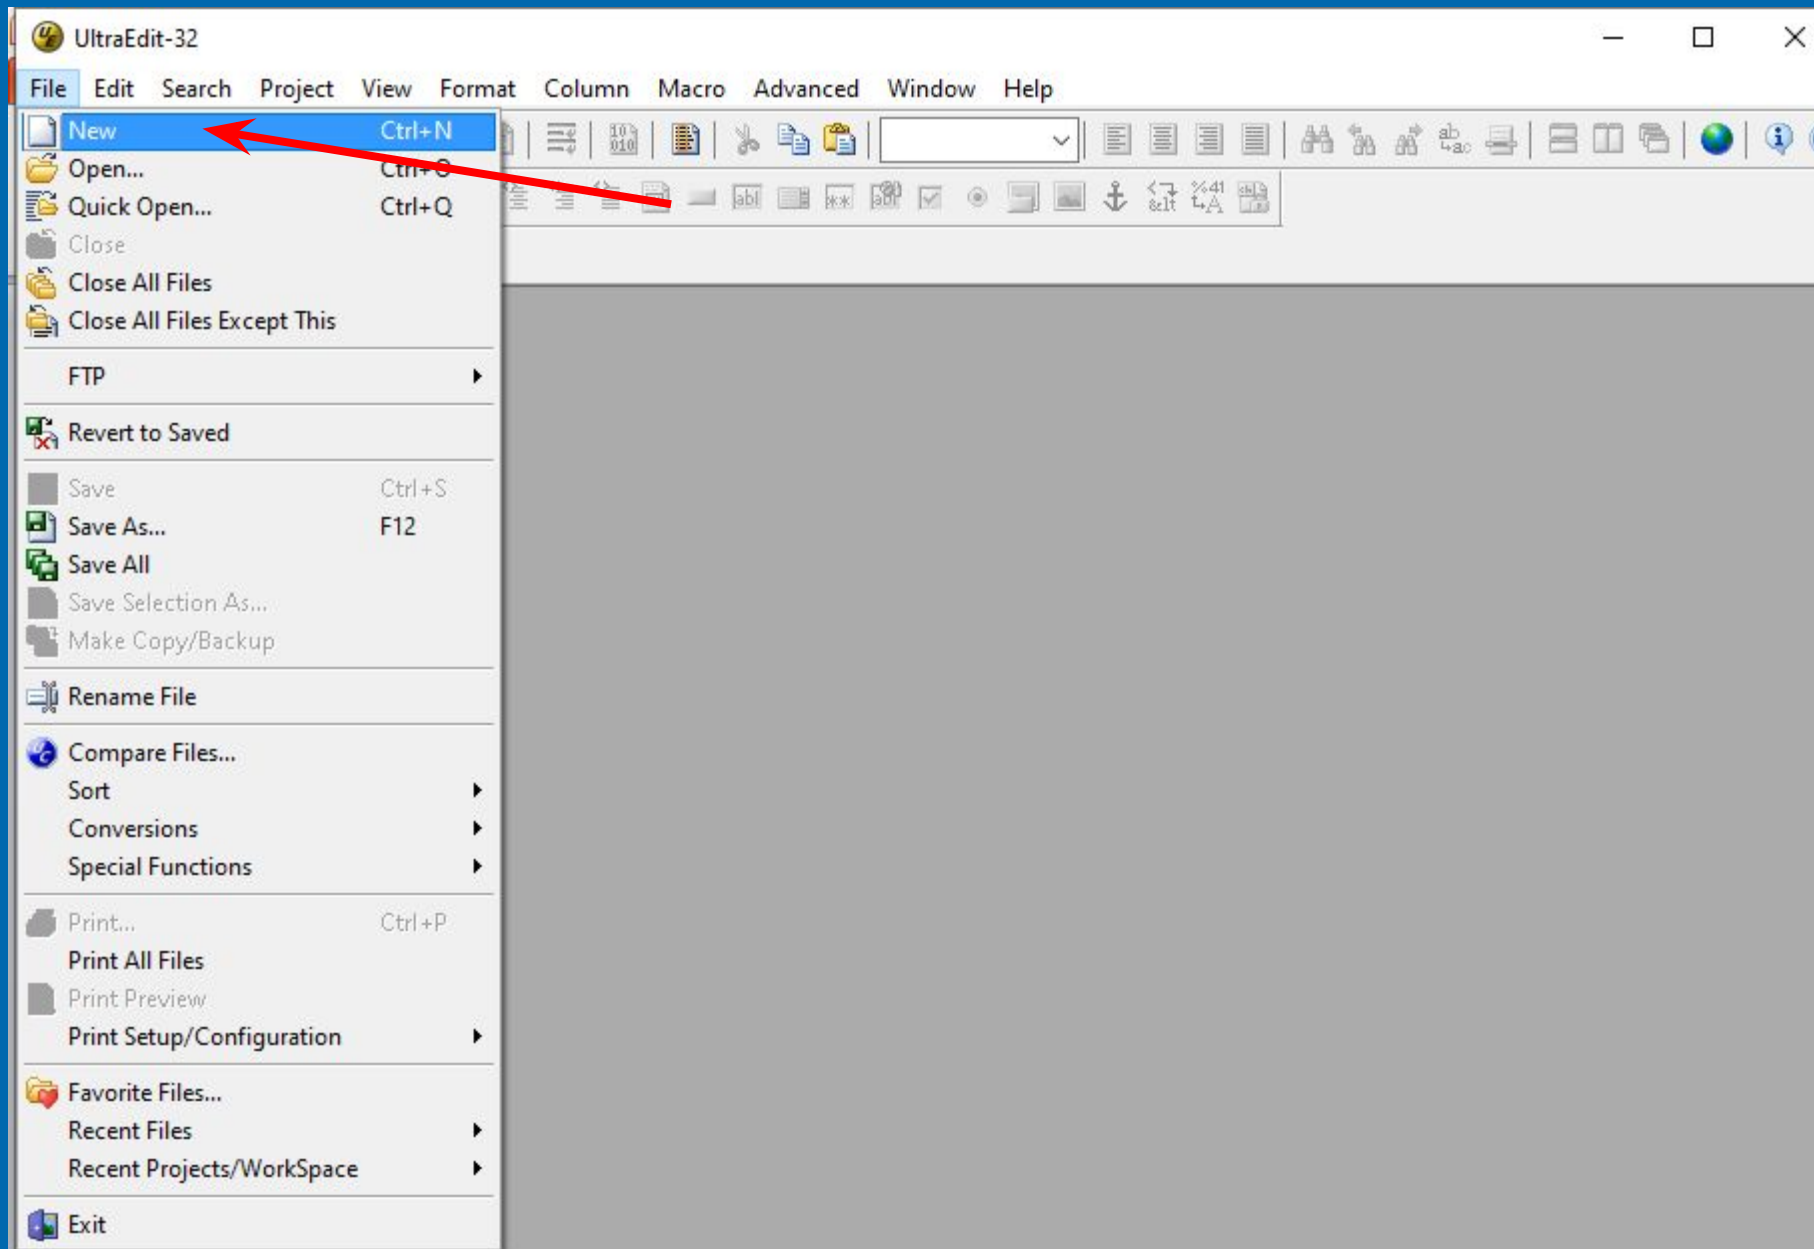 UltraEdit-32
File Edit Search Project View Format Column Macro Advanced Window Help
New Ctrl+N
Open... Ctrl+O
Quick Open... Ctrl+Q
Close
Close All Files
Close All Files Except This
FTP
Revert to Saved
Save Ctrl+S
Save As... F12
Save All
Save Selection As...
Make Copy/Backup
Rename File
Compare Files...
Sort
Conversions
Special Functions
Print... Ctrl+P
Print All Files
Print Preview
Print Setup/Configuration
Favorite Files...
Recent Files
Recent Projects/WorkSpace
Exit